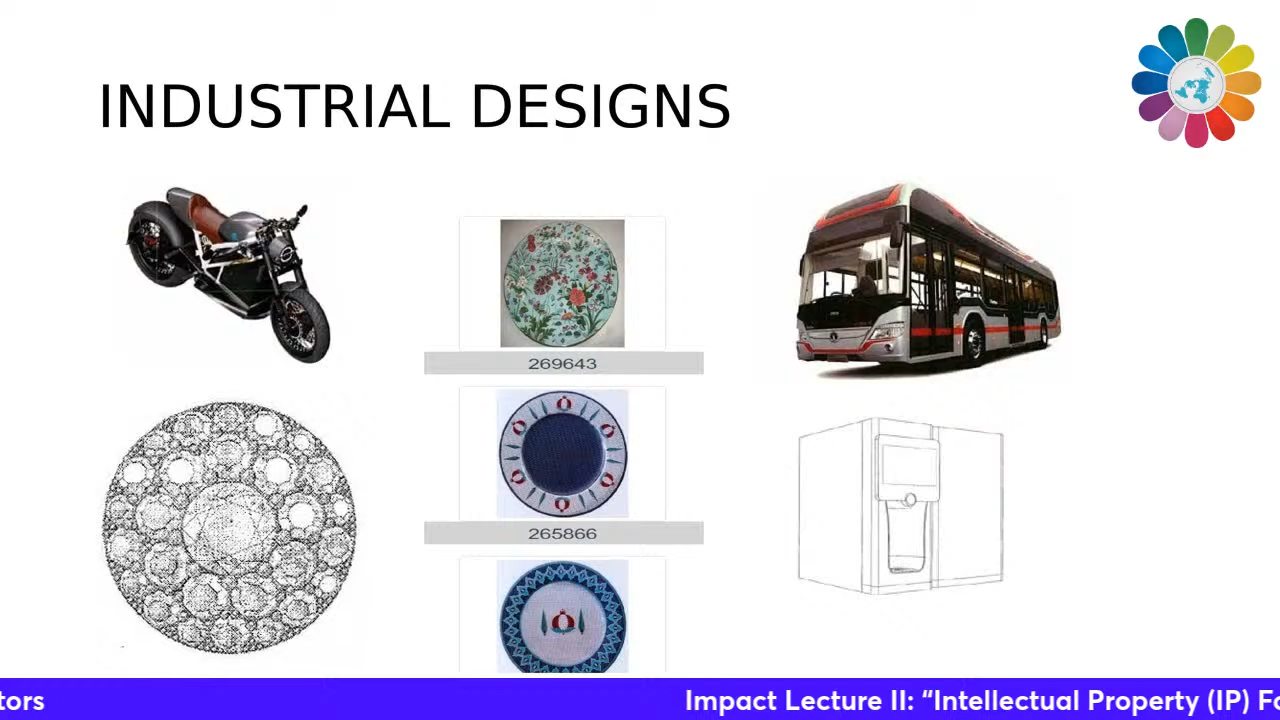 INDUSTRIAL DESIGNS
269643
265866
tors
Impact Lecture II: “Intellectual Property (IP) Fo